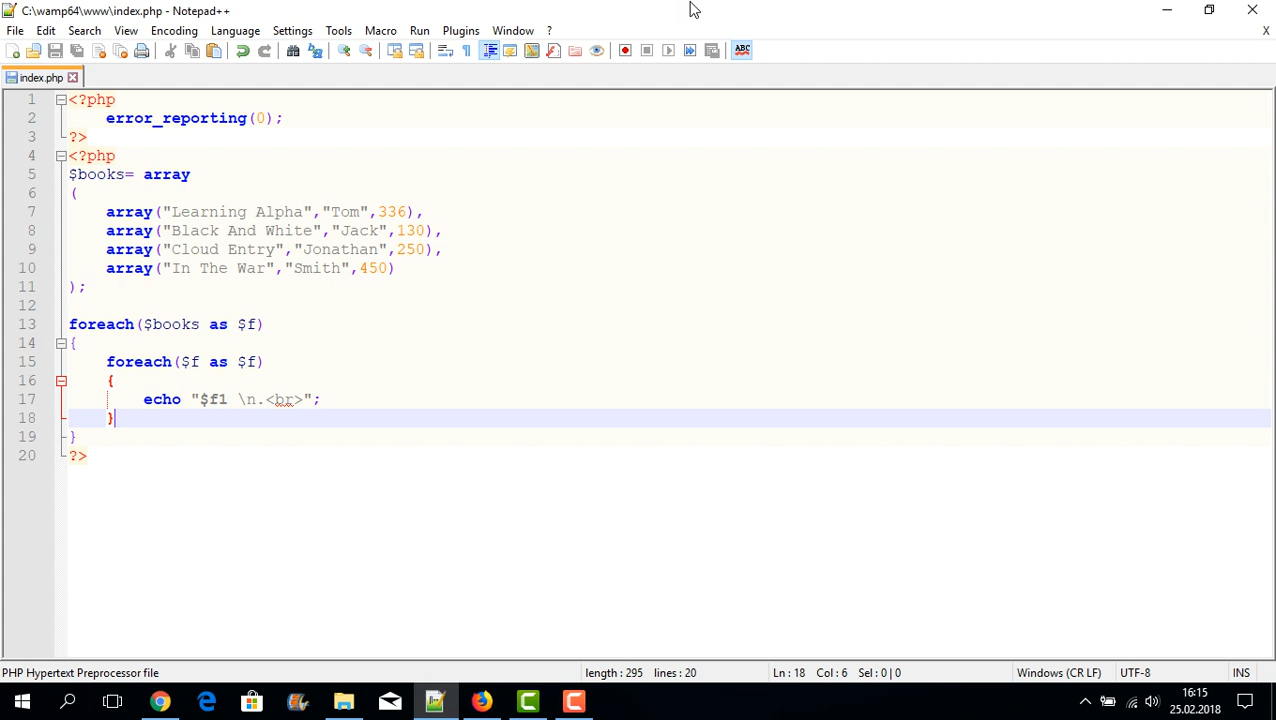 C:\wamp64\www\index.php - Notepad++
File Edit Search View Encoding Language Settings Tools Macro Run Plugins Window ? X
ABC
index.php
1 <?php
2     error_reporting(0);
3 ?>
4 <?php
5 $books= array
6 (
7     array("Learning Alpha","Tom",336),
8     array("Black And White","Jack",130),
9     array("Cloud Entry","Jonathan",250),
10     array("In The War","Smith",450)
11 );
12
13 foreach($books as $f)
14 {
15     foreach($f as $f)
16     {
17         echo "$f1 \n.<br>";
18     }
19 }
20 ?>
PHP Hypertext Preprocessor file length : 295 lines : 20 Ln : 18 Col : 6 Sel : 0 | 0 Windows (CR LF) UTF-8 INS
16:15
25.02.2018